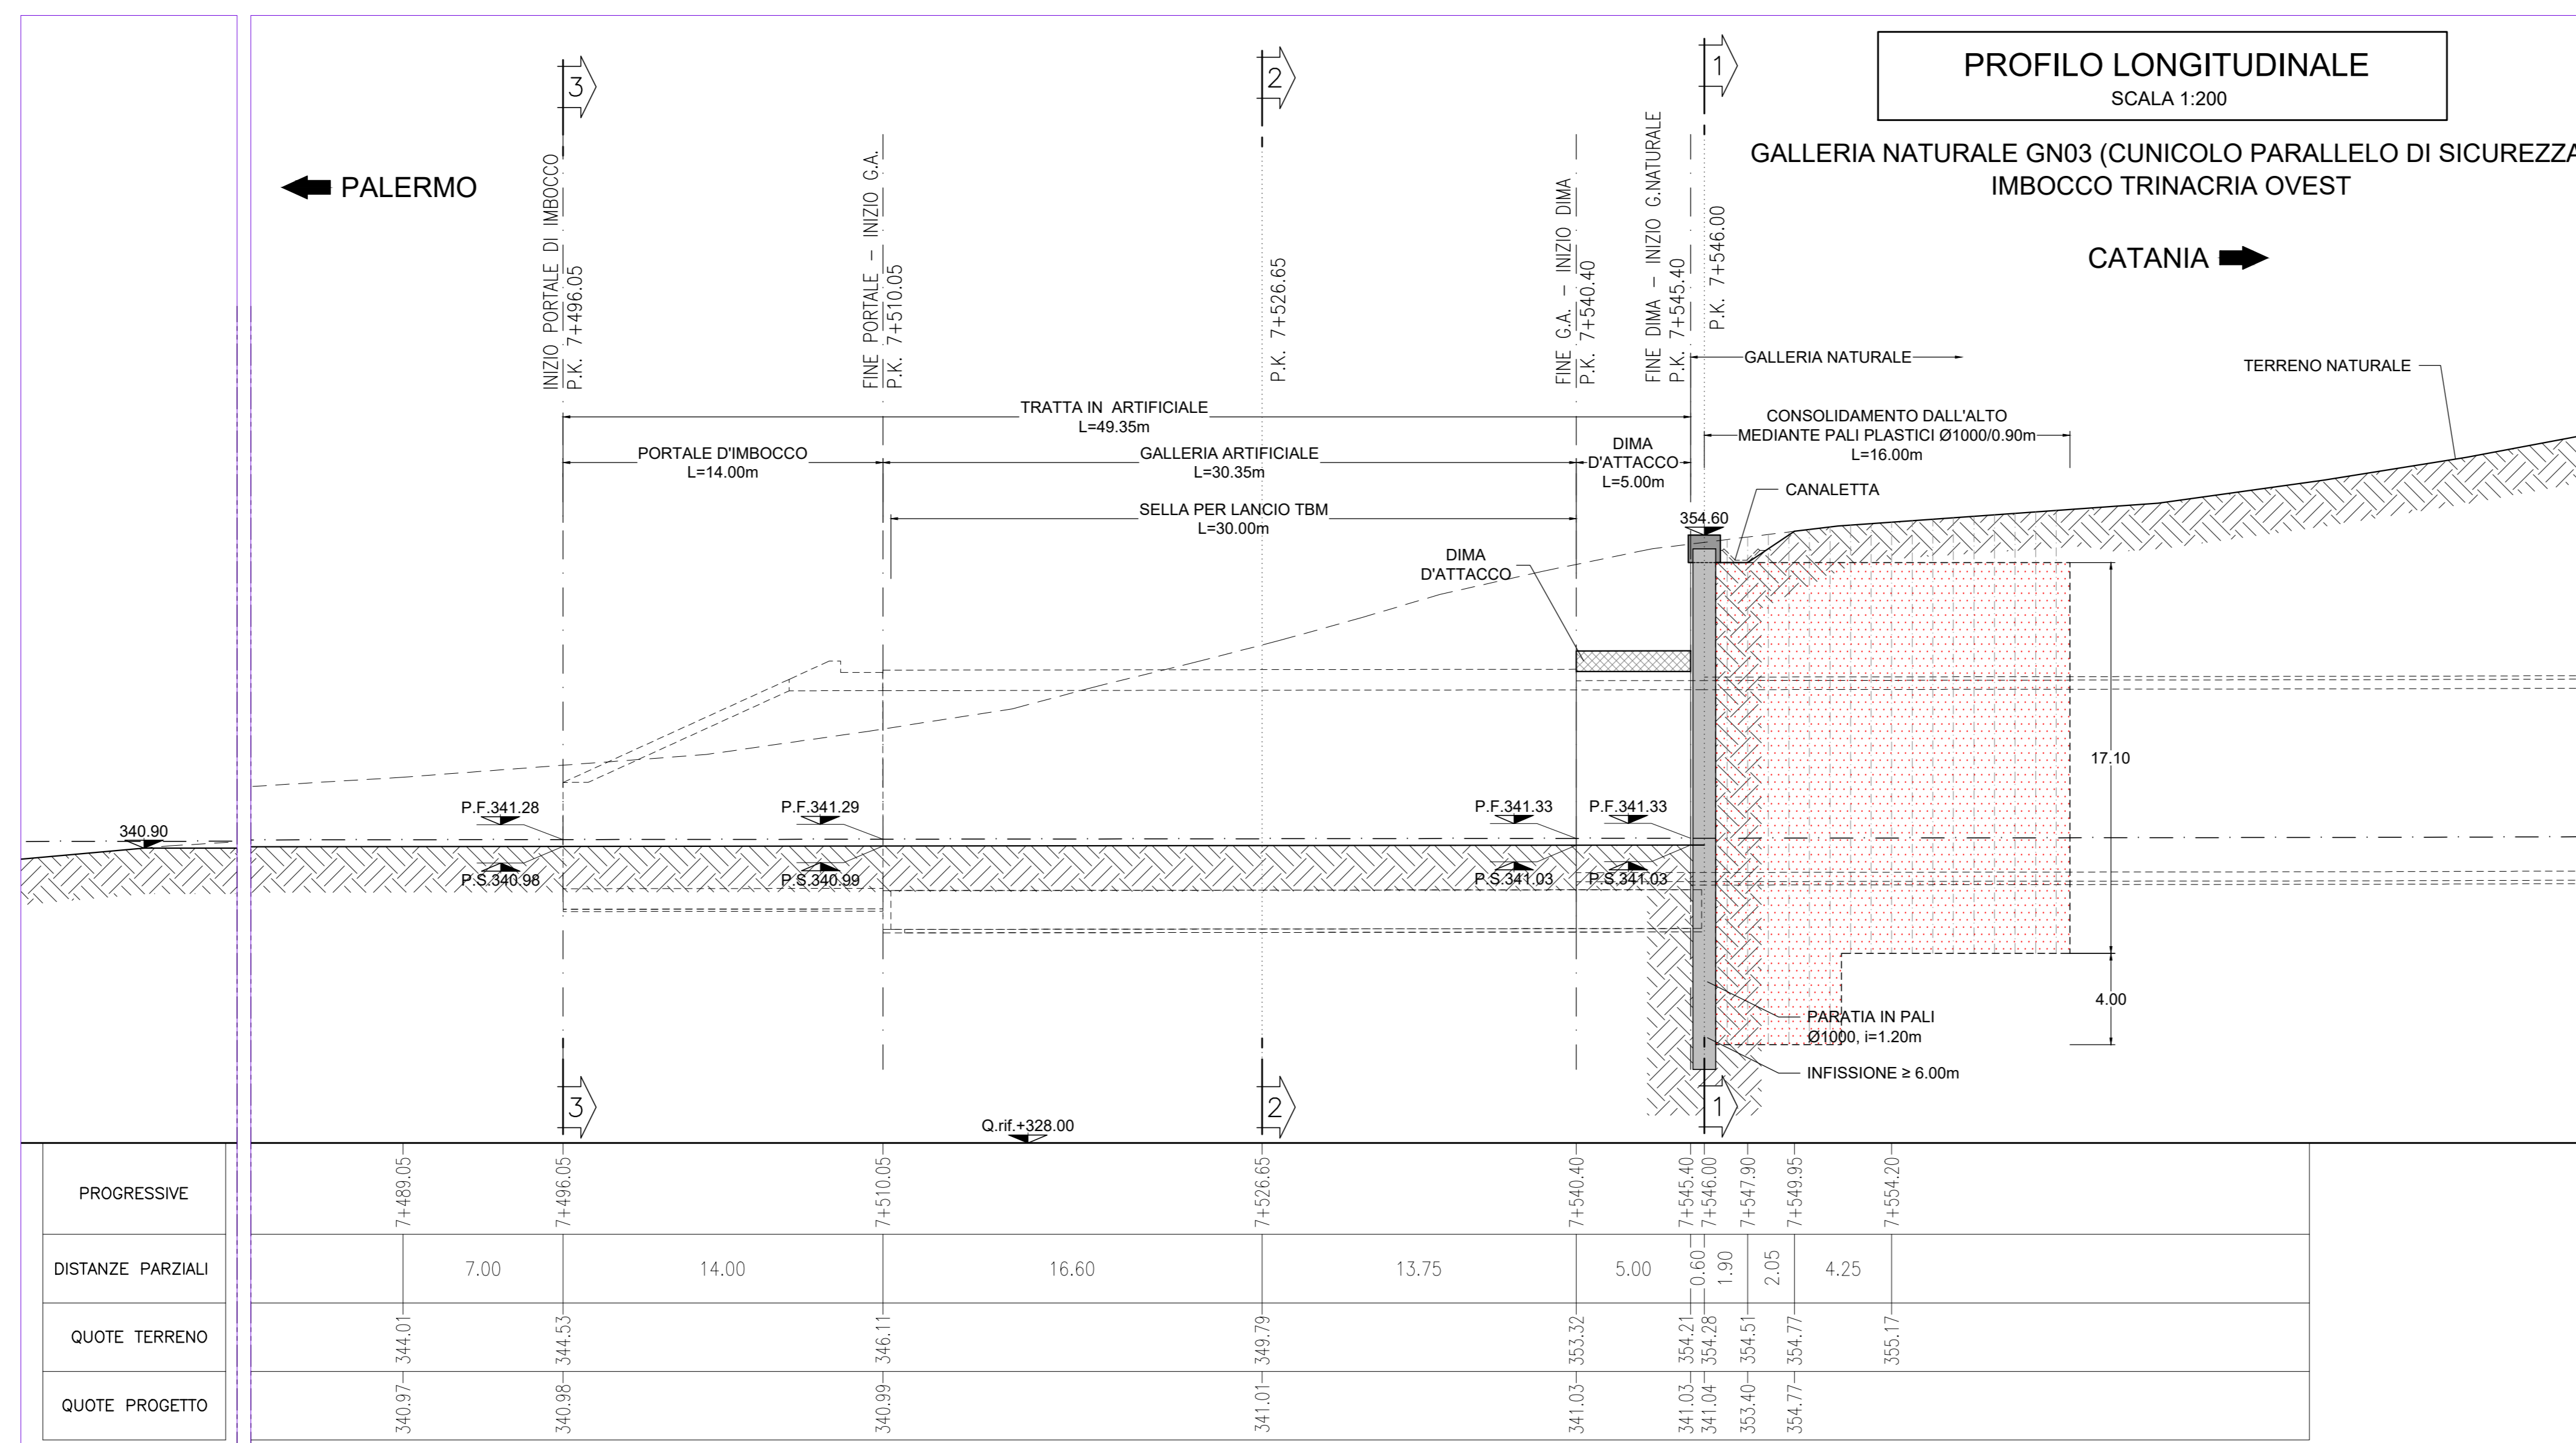 PROFILO LONGITUDINALE
SCALA 1:200
GALLERIA NATURALE GN03 (CUNICOLO PARALLELO DI SICUREZZA
IMBOCCO TRINACRIA OVEST
PALERMO
CATANIA
3
2
1
INIZIO PORTALE DI IMBOCCO
P.K. 7+496.05
FINE PORTALE - INIZIO G.A.
P.K. 7+510.05
P.K. 7+526.65
FINE G.A. - INIZIO DIMA
P.K. 7+540.40
FINE DIMA - INIZIO G.NATURALE
P.K. 7+545.40
P.K. 7+546.00
GALLERIA NATURALE
TERRENO NATURALE
TRATTA IN ARTIFICIALE
L=49.35m
PORTALE D'IMBOCCO
L=14.00m
GALLERIA ARTIFICIALE
L=30.35m
DIMA
D'ATTACCO
L=5.00m
CONSOLIDAMENTO DALL'ALTO
MEDIANTE PALI PLASTICI Ø1000/0.90m
L=16.00m
SELLA PER LANCIO TBM
L=30.00m
CANALETTA
354.60
DIMA
D'ATTACCO
17.10
4.00
340.90
P.F.341.28
P.F.341.29
P.F.341.33
P.F.341.33
P.S.340.98
P.S.340.99
P.S.341.03
P.S.341.03
PARATIA IN PALI
Ø1000, i=1.20m
INFISSIONE ≥ 6.00m
3
2
1
Q.rif.+328.00
PROGRESSIVE
7+489.05
7+496.05
7+510.05
7+526.65
7+540.40
7+545.40
7+546.00
7+547.90
7+549.95
7+554.20
DISTANZE PARZIALI
7.00
14.00
16.60
13.75
5.00
0.60
1.90
2.05
4.25
QUOTE TERRENO
344.01
344.53
346.11
349.79
353.32
354.21
354.28
354.51
354.77
355.17
QUOTE PROGETTO
340.97
340.98
340.99
341.01
341.03
341.03
341.04
353.40
354.77